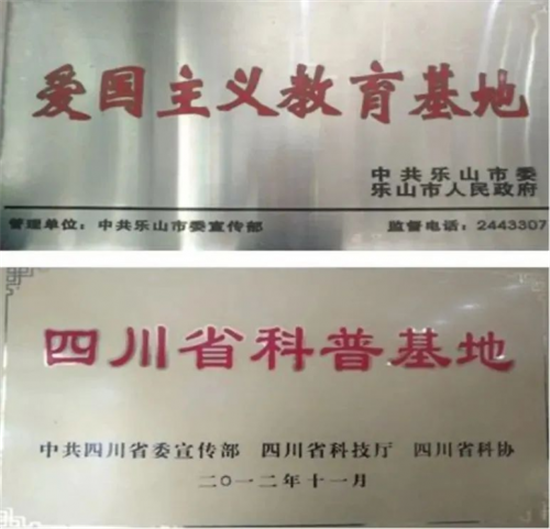 爱国主义教育基地
中共乐山市委
乐山市人民政府
管理单位：中共乐山市委宣传部 监督电话：2443307
四川省科普基地
中共四川省委宣传部 四川省科技厅 四川省科协
二〇一二年十一月